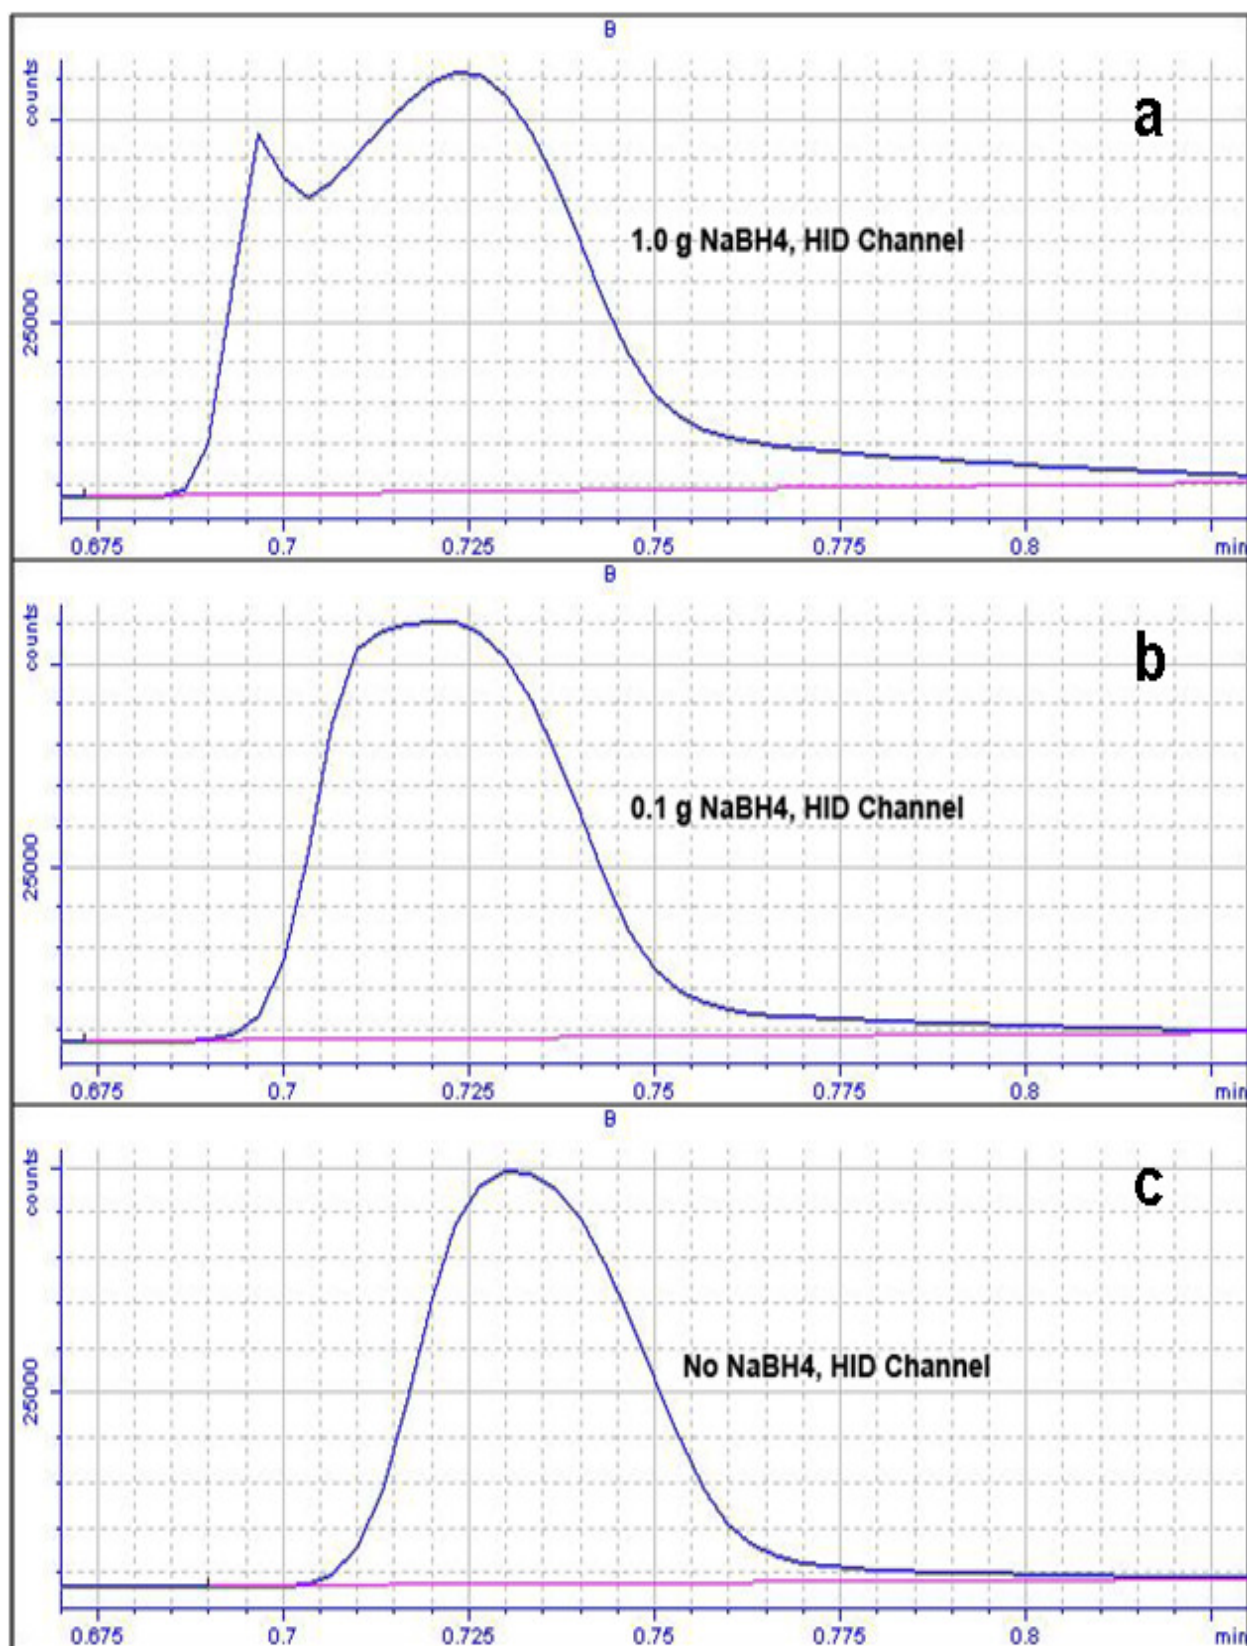 B
counts
a
1.0 g NaBH4, HID Channel
25000
0.675 0.7 0.725 0.75 0.775 0.8 min
B
counts
b
0.1 g NaBH4, HID Channel
25000
0.675 0.7 0.725 0.75 0.775 0.8 min
B
counts
c
No NaBH4, HID Channel
25000
0.675 0.7 0.725 0.75 0.775 0.8 min